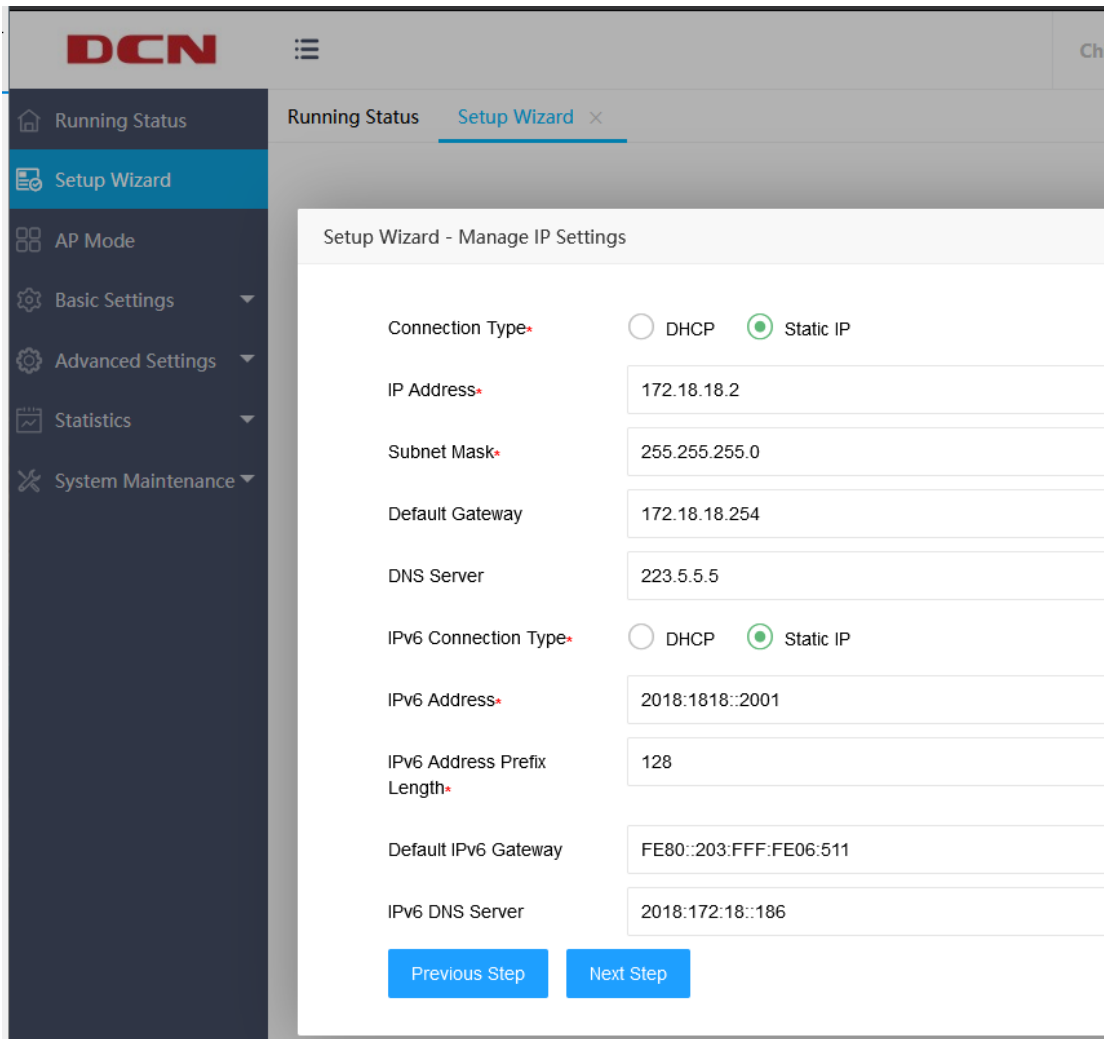 DCN
Ch
Running Status
Running Status
Setup Wizard
Setup Wizard
AP Mode
Basic Settings
Advanced Settings
Statistics
System Maintenance
Setup Wizard - Manage IP Settings
Connection Type* DHCP Static IP
IP Address* 172.18.18.2
Subnet Mask* 255.255.255.0
Default Gateway 172.18.18.254
DNS Server 223.5.5.5
IPv6 Connection Type* DHCP Static IP
IPv6 Address* 2018:1818::2001
IPv6 Address Prefix
Length* 128
Default IPv6 Gateway FE80::203:FFF:FE06:511
IPv6 DNS Server 2018:172:18::186
Previous Step Next Step